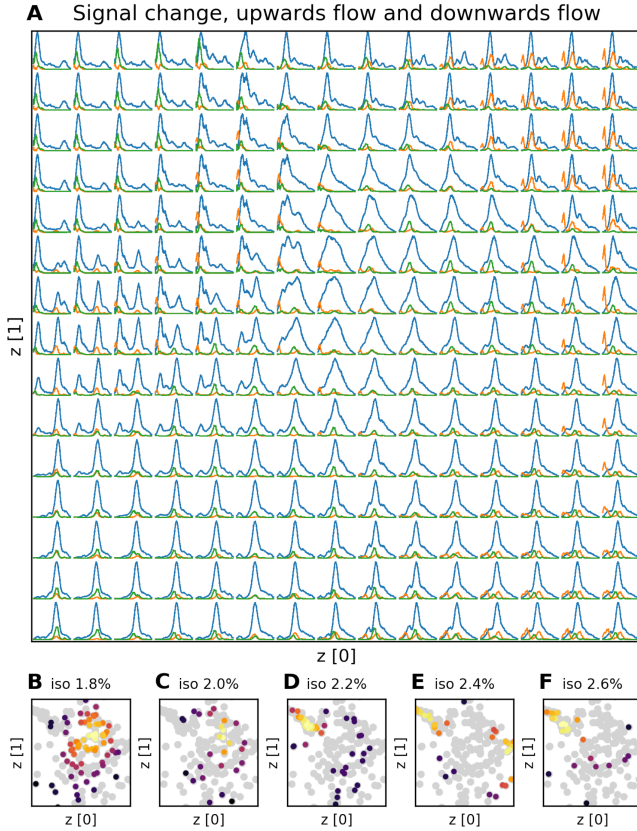 A Signal change, upwards flow and downwards flow
z [1]
z [0]
B iso 1.8%
C iso 2.0%
D iso 2.2%
E iso 2.4%
F iso 2.6%
z [1]
z [1]
z [1]
z [1]
z [1]
z [0]
z [0]
z [0]
z [0]
z [0]